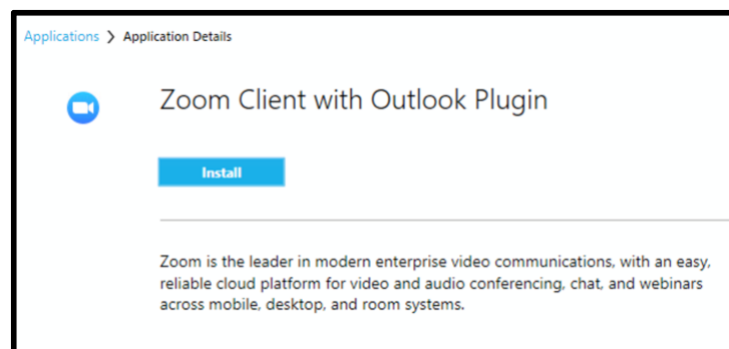 Applications > Application Details
Zoom Client with Outlook Plugin
Install
Zoom is the leader in modern enterprise video communications, with an easy,
reliable cloud platform for video and audio conferencing, chat, and webinars
across mobile, desktop, and room systems.